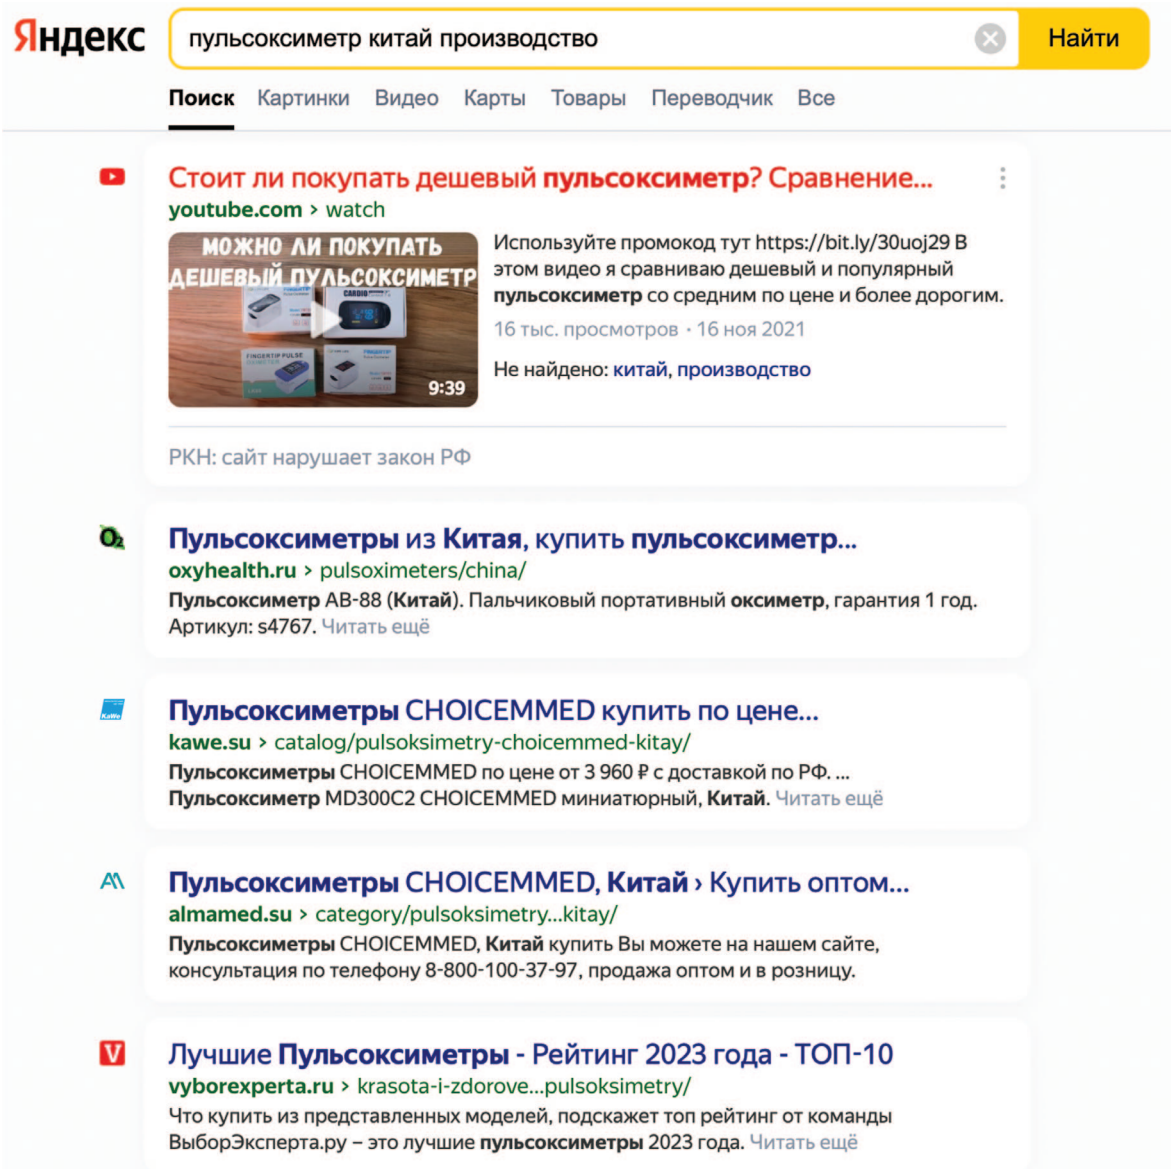 Яндекс
пульсоксиметр китай производство
Найти
Поиск Картинки Видео Карты Товары Переводчик Все
Стоит ли покупать дешевый пульсоксиметр? Сравнение...
youtube.com › watch
МОЖНО ЛИ ПОКУПАТЬ
ДЕШЕВЫЙ ПУЛЬСОКСИМЕТР
CARDIO
FINGERTIP PULSE
9:39
Используйте промокод тут https://bit.ly/30uoj29 В
этом видео я сравниваю дешевый и популярный
пульсоксиметр со средним по цене и более дорогим.
16 тыс. просмотров · 16 ноя 2021
Не найдено: китай, производство
РКН: сайт нарушает закон РФ
O2
Пульсоксиметры из Китая, купить пульсоксиметр...
oxyhealth.ru › pulsoximeters/china/
Пульсоксиметр AB-88 (Китай). Пальчиковый портативный оксиметр, гарантия 1 год.
Артикул: s4767. Читать ещё
KaWe
Пульсоксиметры CHOICEMMED купить по цене...
kawe.su › catalog/pulsoksimetry-choicemmed-kitay/
Пульсоксиметры CHOICEMMED по цене от 3 960 ₽ с доставкой по РФ. ...
Пульсоксиметр MD300C2 CHOICEMMED миниатюрный, Китай. Читать ещё
Пульсоксиметры CHOICEMMED, Китай › Купить оптом...
almamed.su › category/pulsoksimetry...kitay/
Пульсоксиметры CHOICEMMED, Китай купить Вы можете на нашем сайте,
консультация по телефону 8-800-100-37-97, продажа оптом и в розницу.
V
Лучшие Пульсоксиметры - Рейтинг 2023 года - ТОП-10
vyborexperta.ru › krasota-i-zdorove...pulsoksimetry/
Что купить из представленных моделей, подскажет топ рейтинг от команды
ВыборЭксперта.ру – это лучшие пульсоксиметры 2023 года. Читать ещё